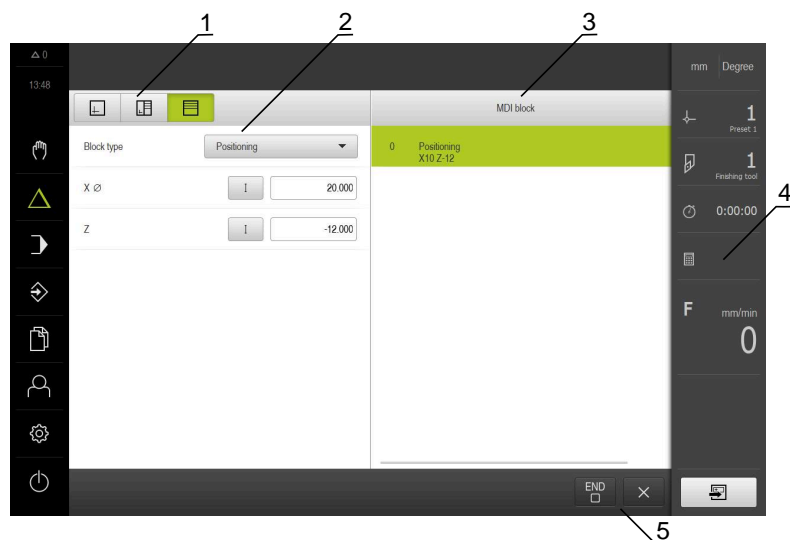 1
2
3
0
13:48
mm Degree
MDI block
1
Preset 1
Block type Positioning
0 Positioning
X10 Z-12
1
Finishing tool
X Ø I 20.000
4
0:00:00
Z I -12.000
F mm/min
0
END
5